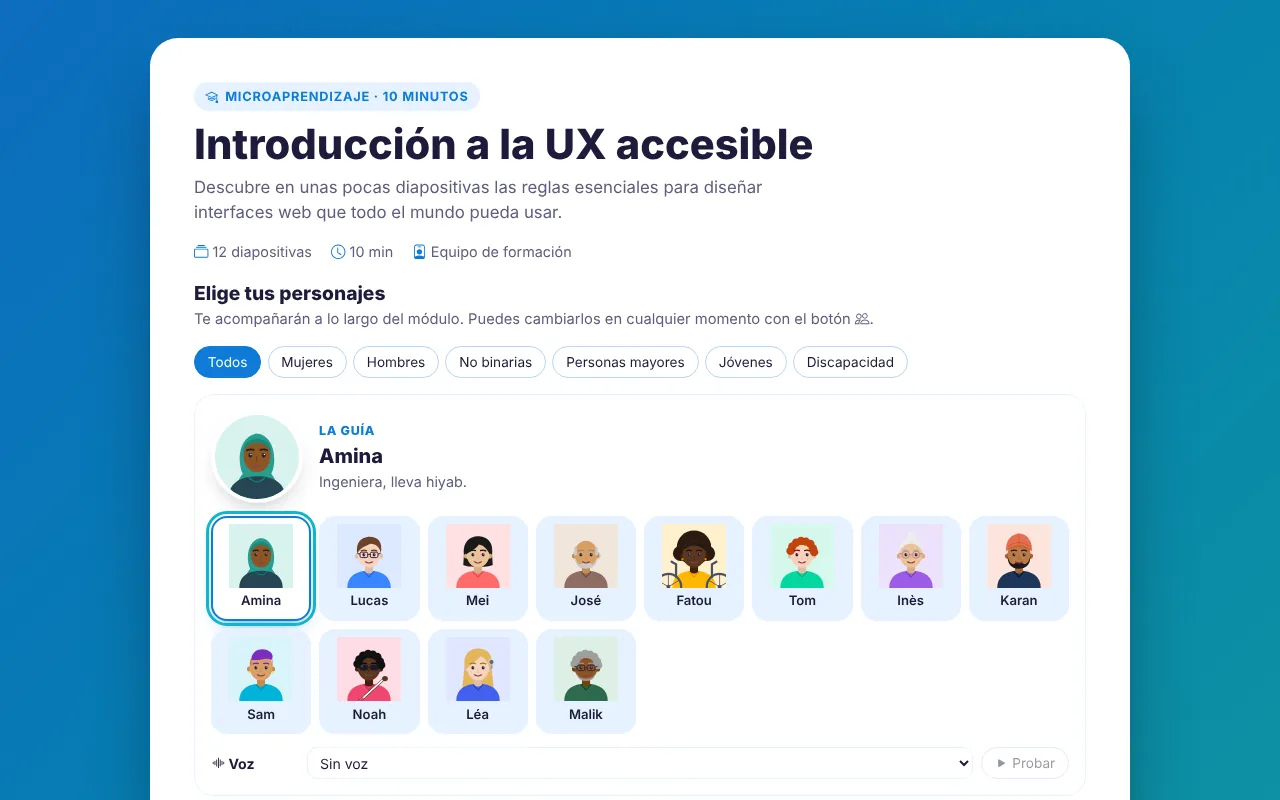 MICROAPRENDIZAJE · 10 MINUTOS
Introducción a la UX accesible
Descubre en unas pocas diapositivas las reglas esenciales para diseñar
interfaces web que todo el mundo pueda usar.
12 diapositivas 10 min Equipo de formación
Elige tus personajes
Te acompañarán a lo largo del módulo. Puedes cambiarlos en cualquier momento con el botón .
Todos Mujeres Hombres No binarias Personas mayores Jóvenes Discapacidad
LA GUÍA
Amina
Ingeniera, lleva hiyab.
Amina Lucas Mei José Fatou Tom Inès Karan
Sam Noah Léa Malik
Voz Sin voz Probar